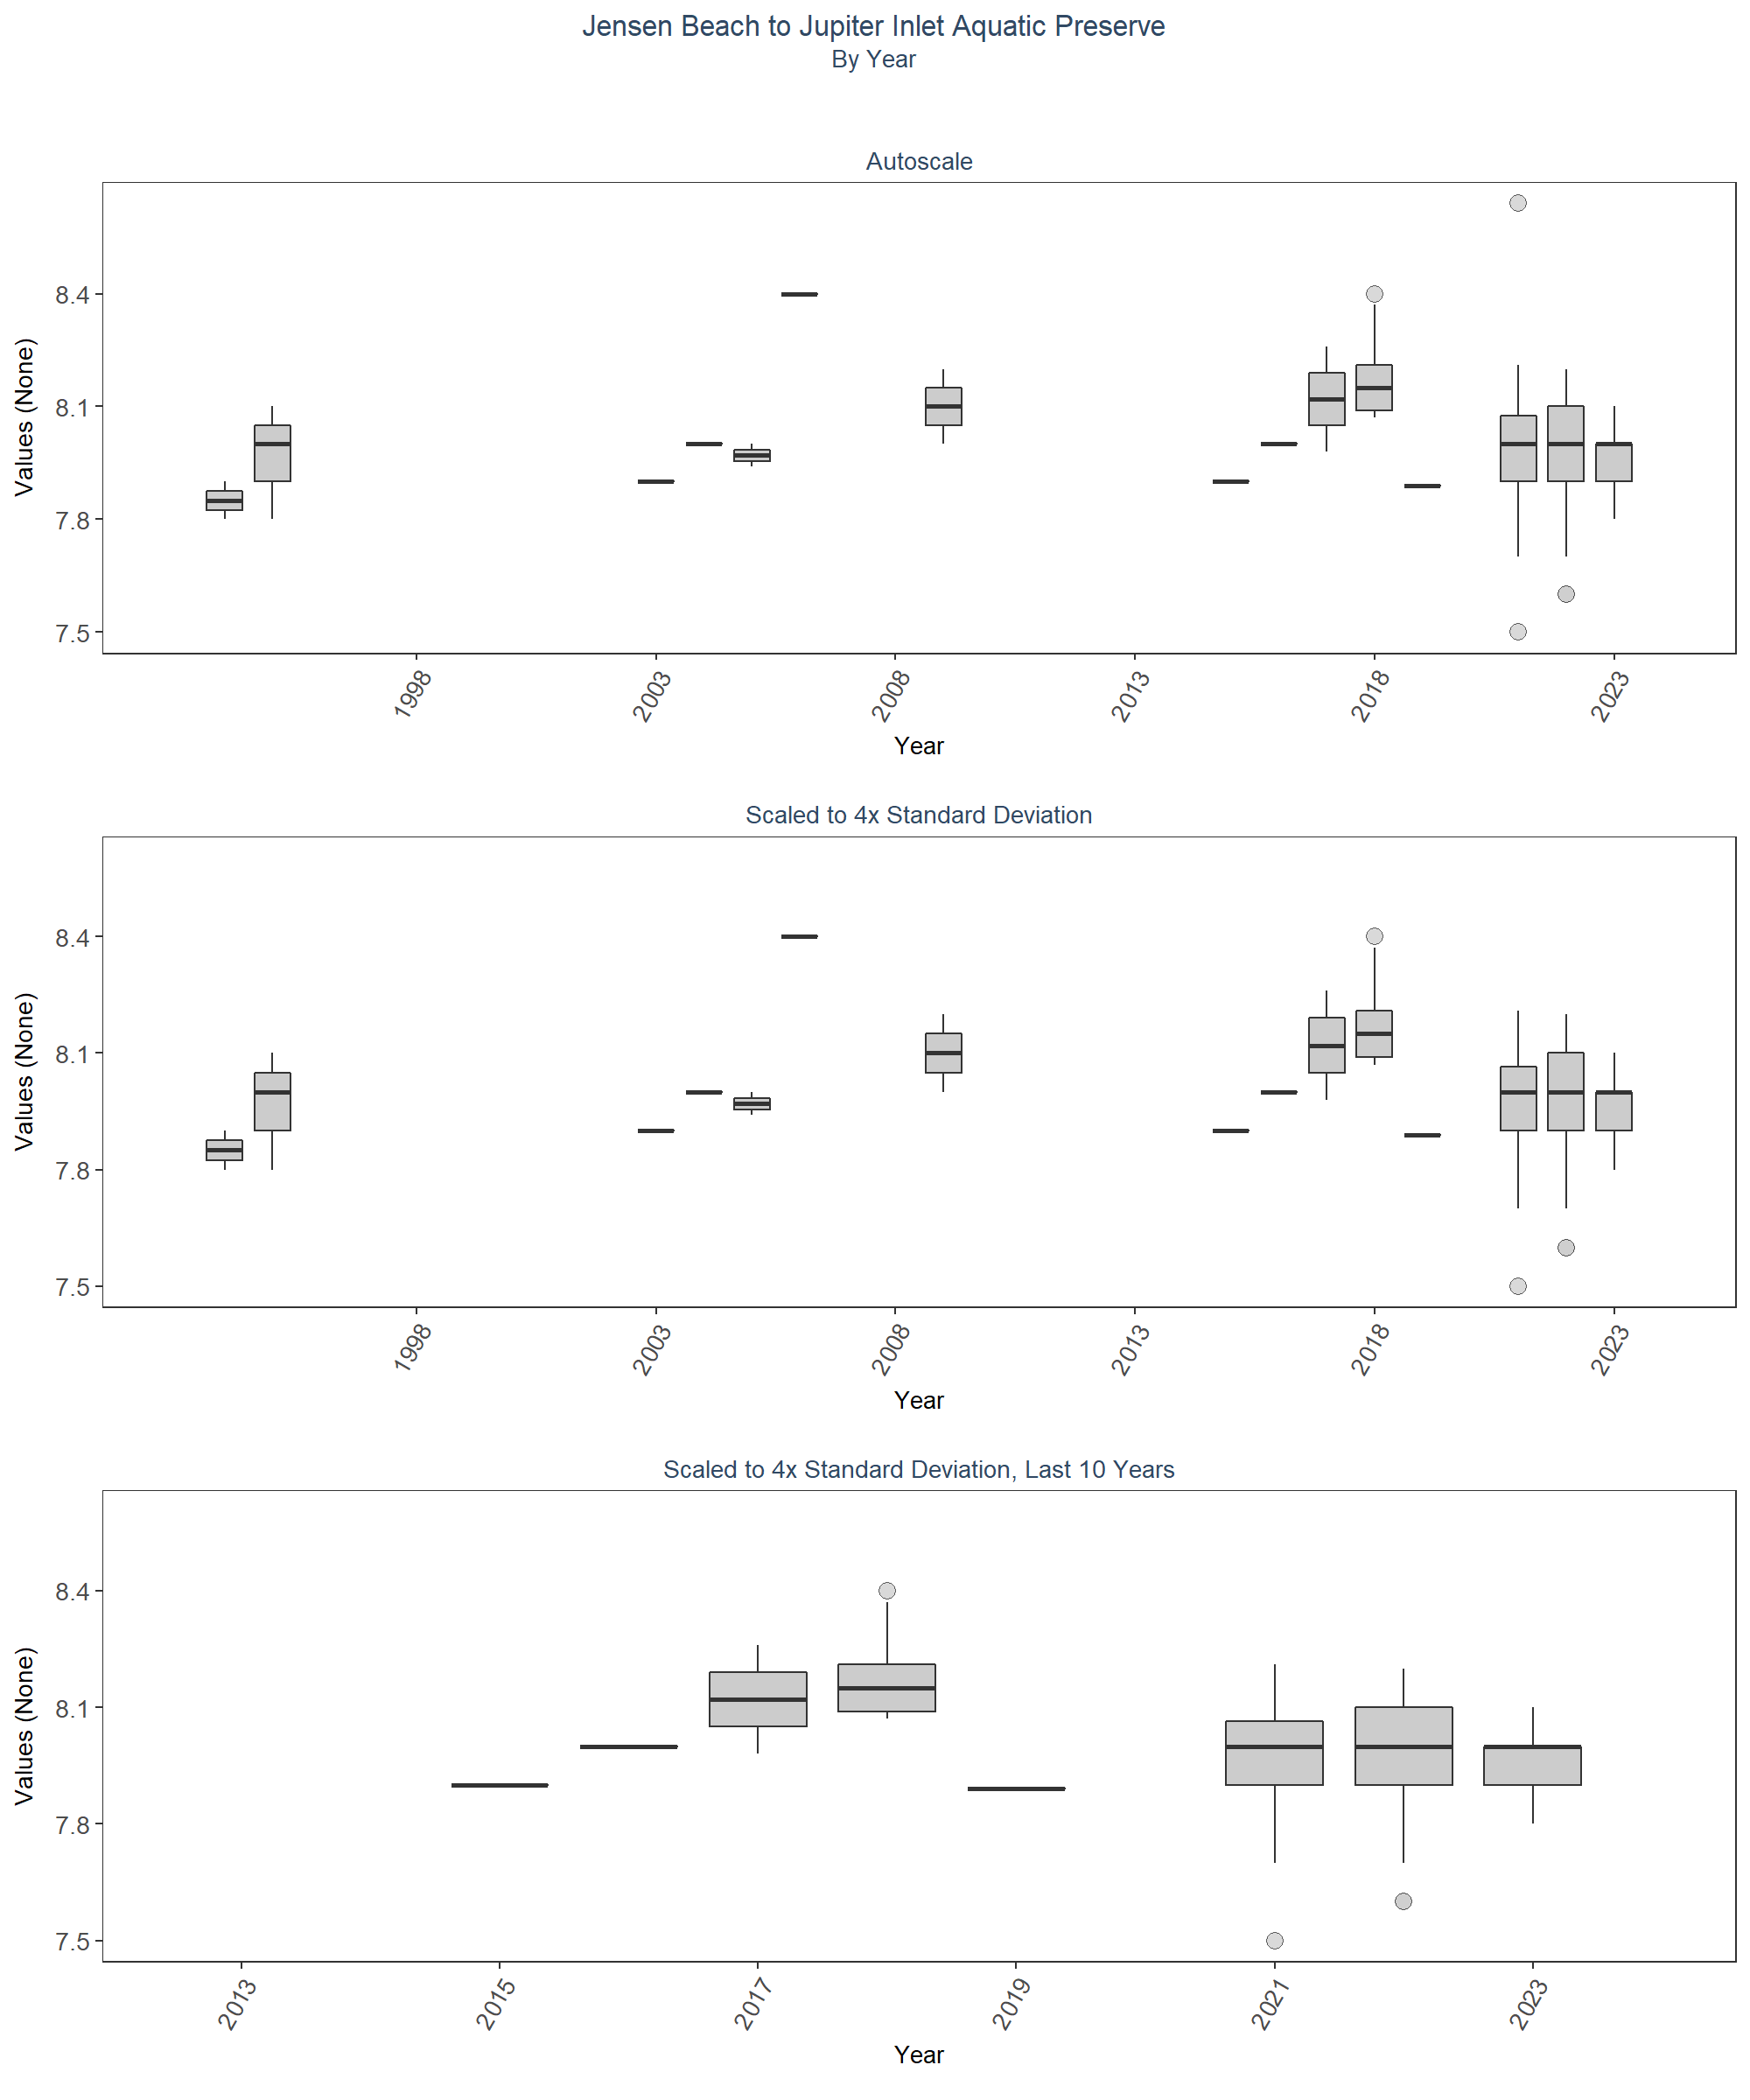 Jensen Beach to Jupiter Inlet Aquatic Preserve
By Year
Autoscale
Values (None)
8.4
8.1
7.8
7.5
1998
2003
2008
2013
2018
2023
Year
Scaled to 4x Standard Deviation
Values (None)
8.4
8.1
7.8
7.5
1998
2003
2008
2013
2018
2023
Year
Scaled to 4x Standard Deviation, Last 10 Years
Values (None)
8.4
8.1
7.8
7.5
2013
2015
2017
2019
2021
2023
Year